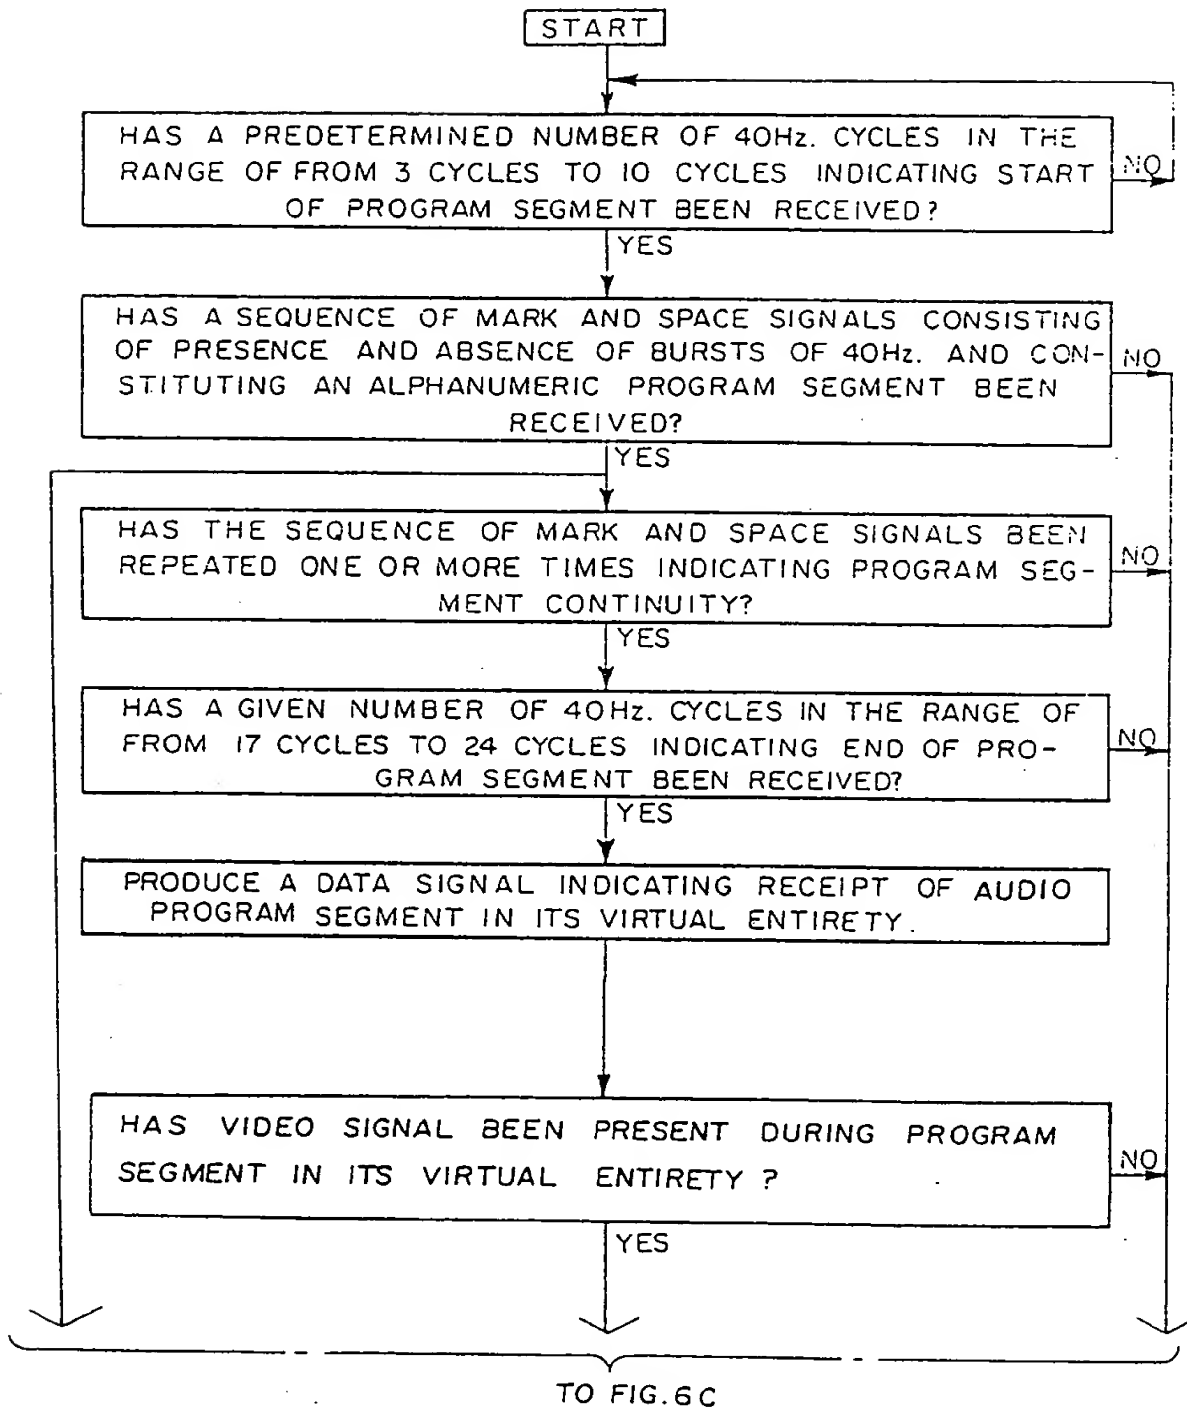 START
HAS A PREDETERMINED NUMBER OF 40Hz. CYCLES IN THE
RANGE OF FROM 3 CYCLES TO 10 CYCLES INDICATING START
OF PROGRAM SEGMENT BEEN RECEIVED?
NO
YES
HAS A SEQUENCE OF MARK AND SPACE SIGNALS CONSISTING
OF PRESENCE AND ABSENCE OF BURSTS OF 40Hz. AND CON-
STITUTING AN ALPHANUMERIC PROGRAM SEGMENT BEEN
RECEIVED?
NO
YES
HAS THE SEQUENCE OF MARK AND SPACE SIGNALS BEEN
REPEATED ONE OR MORE TIMES INDICATING PROGRAM SEG-
MENT CONTINUITY?
NO
YES
HAS A GIVEN NUMBER OF 40Hz. CYCLES IN THE RANGE OF
FROM 17 CYCLES TO 24 CYCLES INDICATING END OF PRO-
GRAM SEGMENT BEEN RECEIVED?
NO
YES
PRODUCE A DATA SIGNAL INDICATING RECEIPT OF AUDIO
PROGRAM SEGMENT IN ITS VIRTUAL ENTIRETY.
HAS VIDEO SIGNAL BEEN PRESENT DURING PROGRAM
SEGMENT IN ITS VIRTUAL ENTIRETY ?
NO
YES
TO FIG.6C